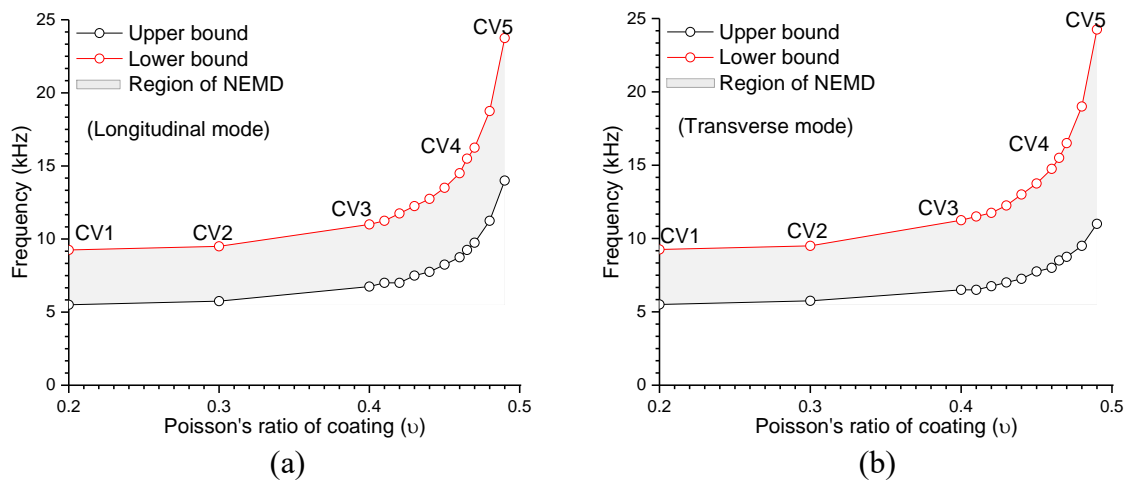 25
20
15
10
5
0
Frequency (kHz)
Upper bound
Lower bound
Region of NEMD
(Longitudinal mode)
CV1
CV2
CV3
CV4
CV5
0.2
0.3
0.4
0.5
Poisson's ratio of coating (υ)
(a)
25
20
15
10
5
0
Frequency (kHz)
Upper bound
Lower bound
Region of NEMD
(Transverse mode)
CV1
CV2
CV3
CV4
CV5
0.2
0.3
0.4
0.5
Poisson's ratio of coating (υ)
(b)